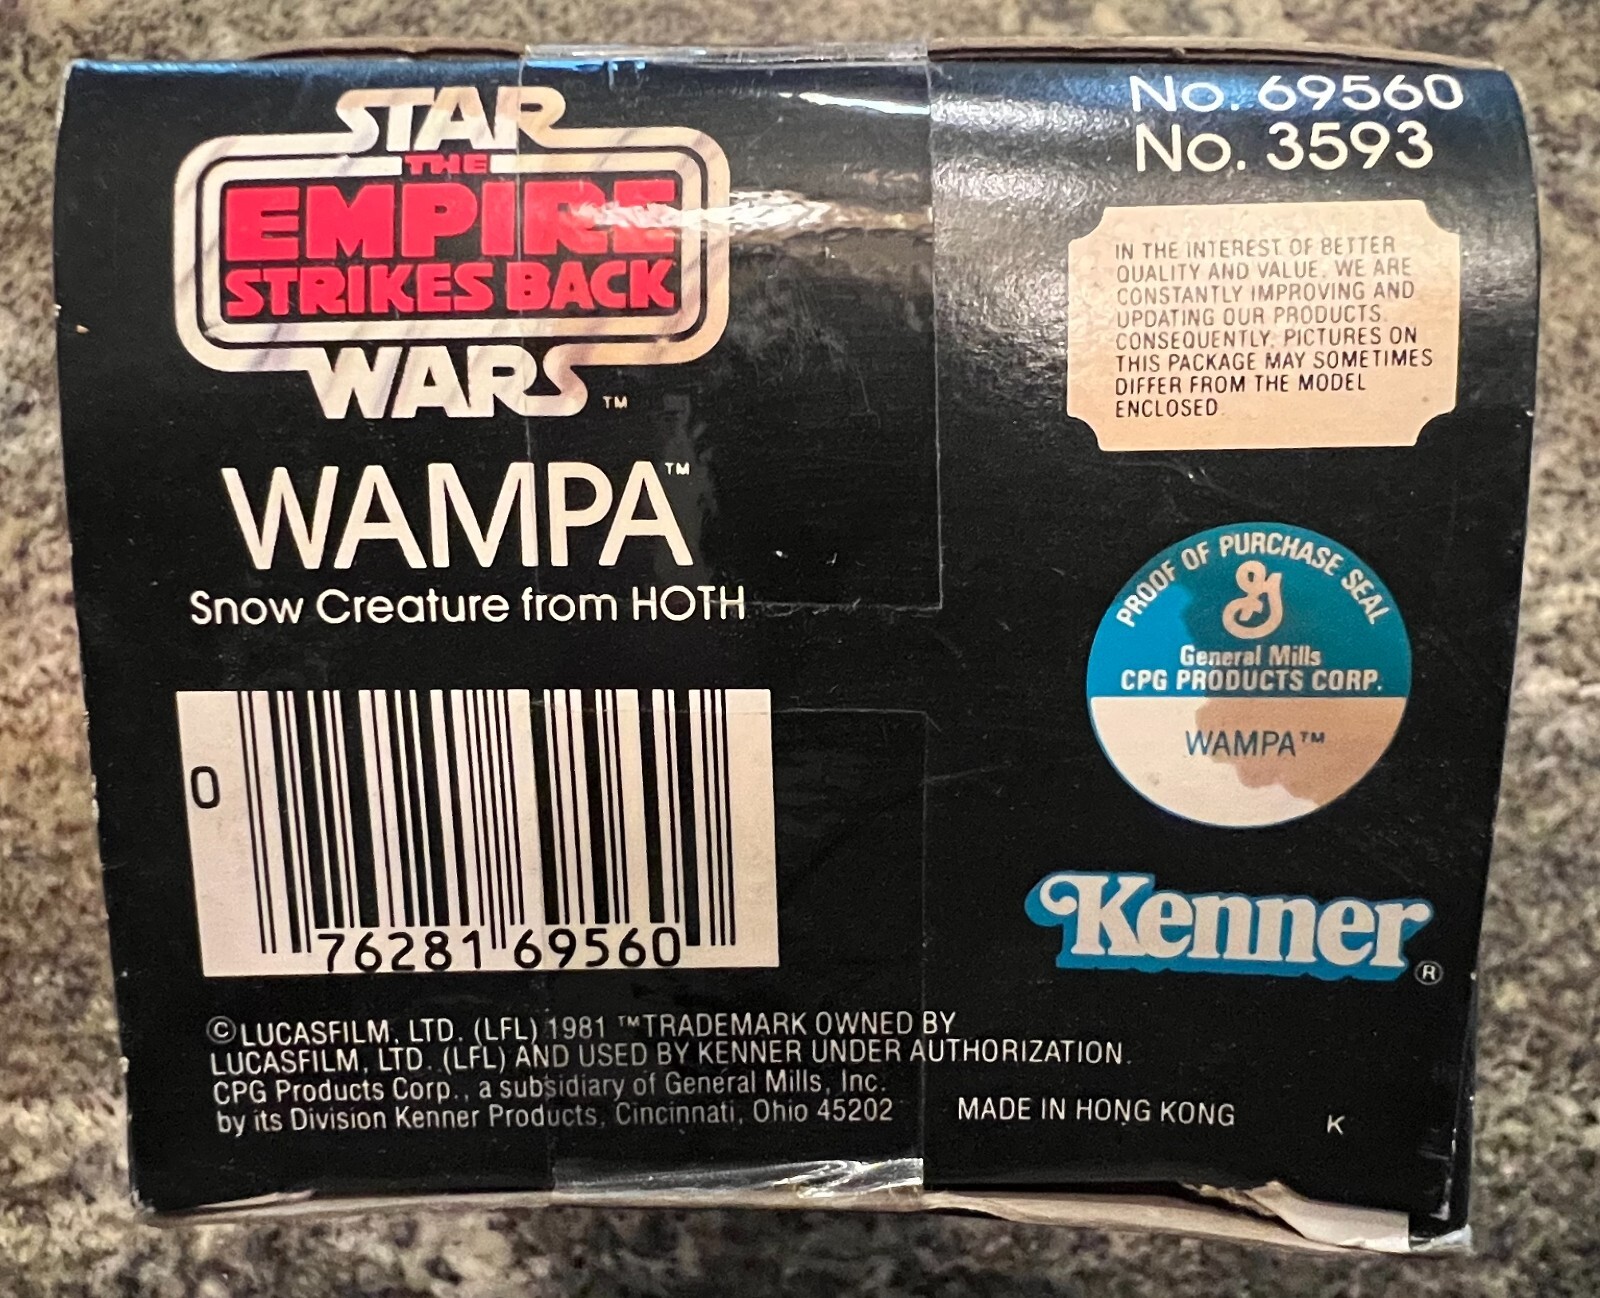 STAR
THE
EMPIRE
STRIKES BACK
WARS™
WAMPA™
Snow Creature from HOTH
0
76281 69560
©LUCASFILM, LTD. (LFL) 1981 ™TRADEMARK OWNED BY
LUCASFILM, LTD. (LFL) AND USED BY KENNER UNDER AUTHORIZATION.
CPG Products Corp., a subsidiary of General Mills, Inc.
by its Division Kenner Products, Cincinnati, Ohio 45202
No. 69560
No. 3593
IN THE INTEREST OF BETTER
QUALITY AND VALUE, WE ARE
CONSTANTLY IMPROVING AND
UPDATING OUR PRODUCTS.
CONSEQUENTLY, PICTURES ON
THIS PACKAGE MAY SOMETIMES
DIFFER FROM THE MODEL
ENCLOSED.
PROOF OF PURCHASE SEAL
G
General Mills
CPG PRODUCTS CORP.
WAMPA™
Kenner®
MADE IN HONG KONG
K